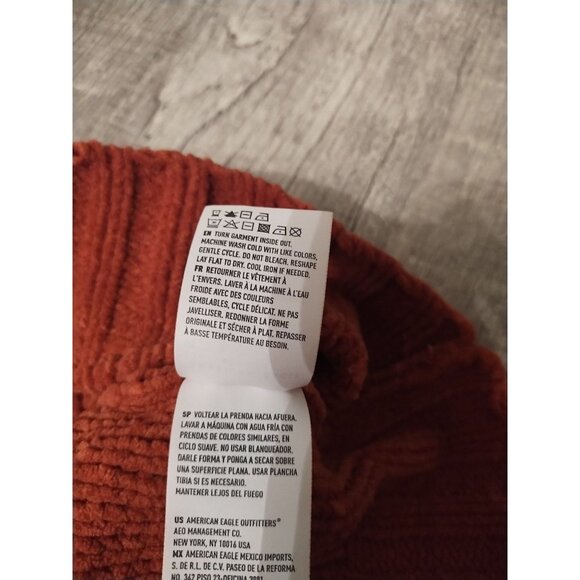 EN TURN GARMENT INSIDE OUT.
MACHINE WASH COLD WITH LIKE COLORS,
GENTLE CYCLE. DO NOT BLEACH. RESHAPE
LAY FLAT TO DRY. COOL IRON IF NEEDED.
FR RETOURNER LE VÊTEMENT À
L'ENVERS. LAVER À LA MACHINE À L'EAU
FROIDE AVEC DES COULEURS
SEMBLABLES, CYCLE DÉLICAT. NE PAS
JAVELLISER. REDONNER LA FORME
ORIGINALE ET SÉCHER À PLAT. REPASSER
À BASSE TEMPÉRATURE AU BESOIN.
SP VOLTEAR LA PRENDA HACIA AFUERA.
LAVAR A MÁQUINA CON AGUA FRÍA CON
PRENDAS DE COLORES SIMILARES, EN
CICLO SUAVE. NO USAR BLANQUEADOR.
DARLE FORMA Y PONGA A SECAR SOBRE
UNA SUPERFICIE PLANA. USAR PLANCHA
TIBIA SI ES NECESARIO.
MANTENER LEJOS DEL FUEGO
US AMERICAN EAGLE OUTFITTERS®
AEO MANAGEMENT CO.
NEW YORK, NY 10016 USA
MX AMERICAN EAGLE MEXICO IMPORTS,
S. DE R.L. DE C.V. PASEO DE LA REFORMA
NO. 342 PISO 23-OFICINA